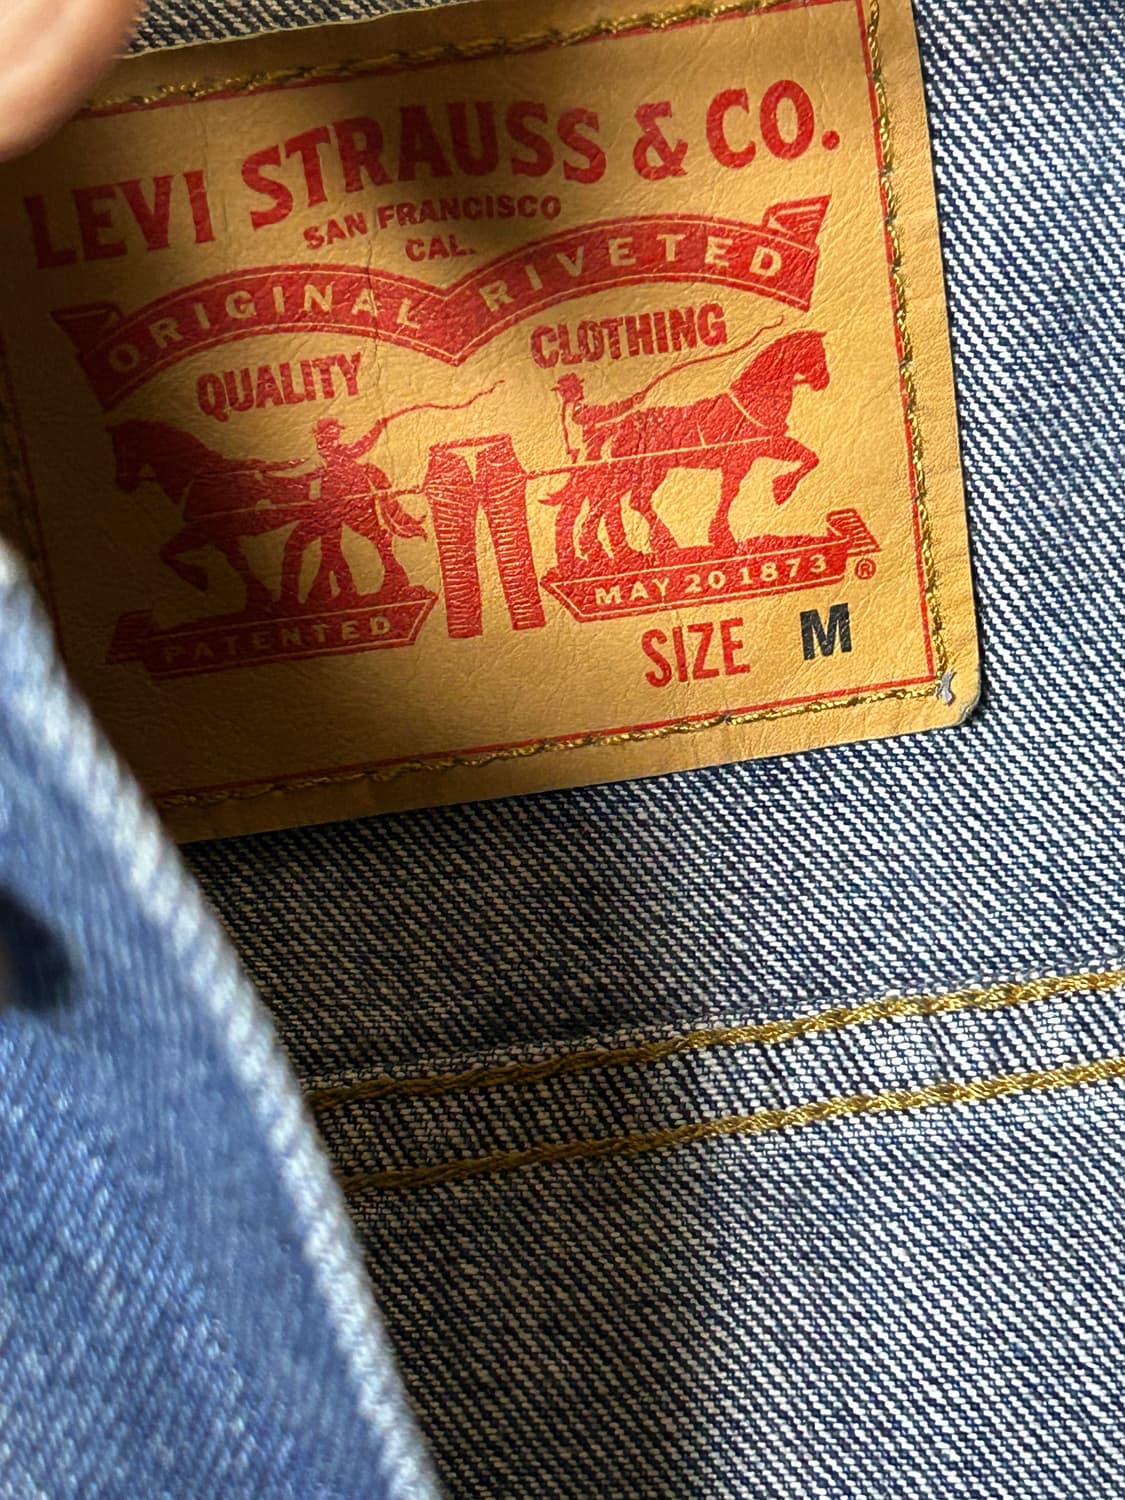 LEVI STRAUSS & CO.
SAN FRANCISCO
CAL.
ORIGINAL RIVETED
QUALITY CLOTHING
PATENTED MAY 20 1873 ®
SIZE M